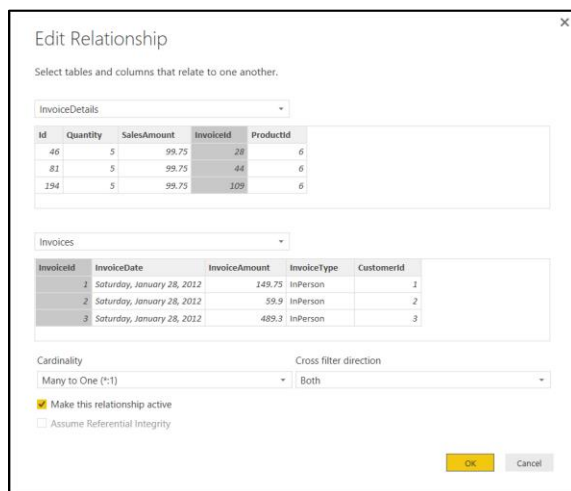 Edit Relationship
Select tables and columns that relate to one another.
InvoiceDetails
Id Quantity SalesAmount InvoiceId ProductId
46 5 99.75 28 6
81 5 99.75 44 6
194 5 99.75 109 6
Invoices
InvoiceId InvoiceDate InvoiceAmount InvoiceType CustomerId
1 Saturday, January 28, 2012 149.75 InPerson 1
2 Saturday, January 28, 2012 59.9 InPerson 2
3 Saturday, January 28, 2012 489.3 InPerson 3
Cardinality Cross filter direction
Many to One (*:1) Both
Make this relationship active
Assume Referential Integrity
OK Cancel